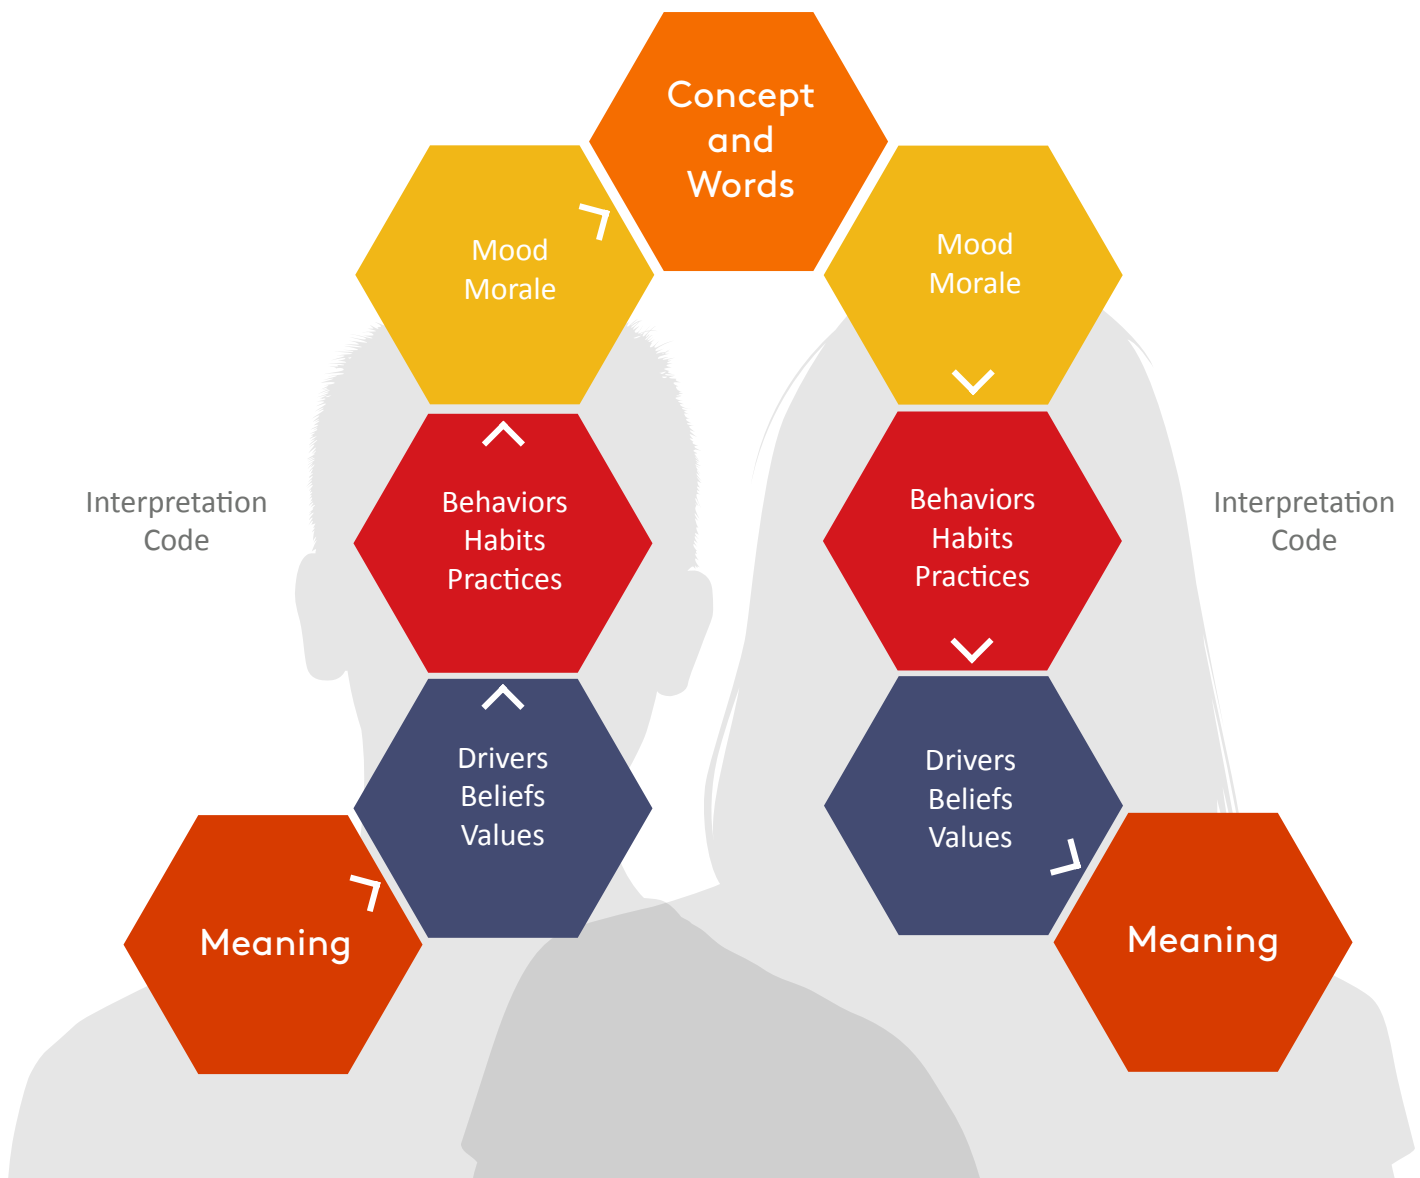 Concept
and
Words
Mood
Morale
Mood
Morale
Interpretation
Code
Behaviors
Habits
Practices
Behaviors
Habits
Practices
Interpretation
Code
Drivers
Beliefs
Values
Drivers
Beliefs
Values
Meaning
Meaning